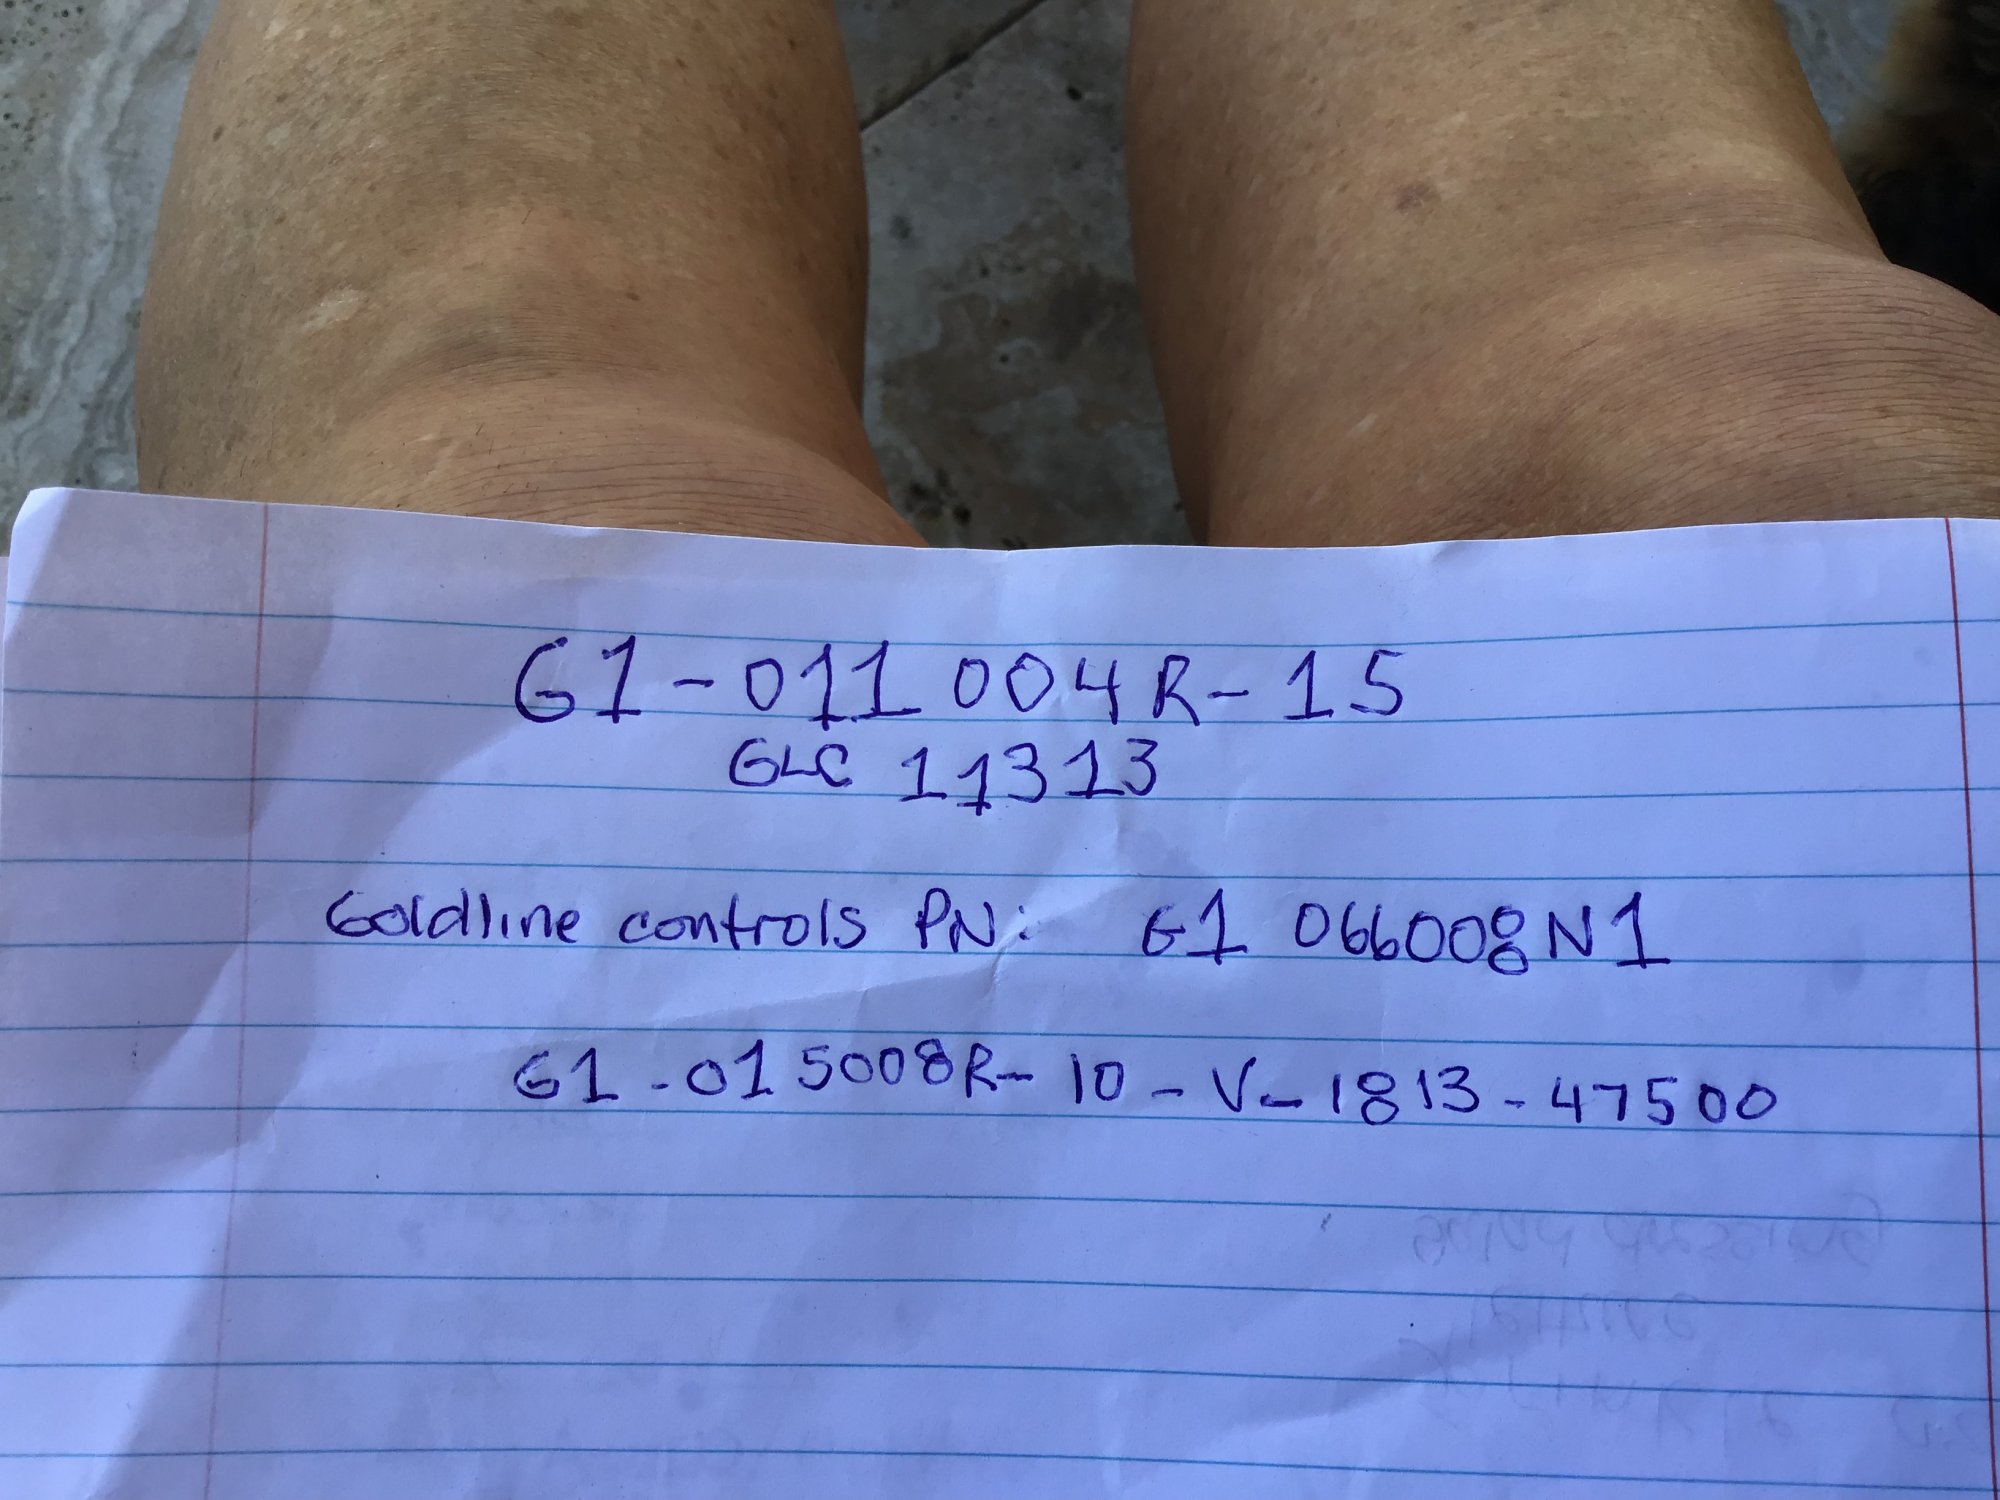 G1-011004R-15
GLC 11313
Goldline controls PN: G1 066008N1
G1-015008R-10-V-1813-47500